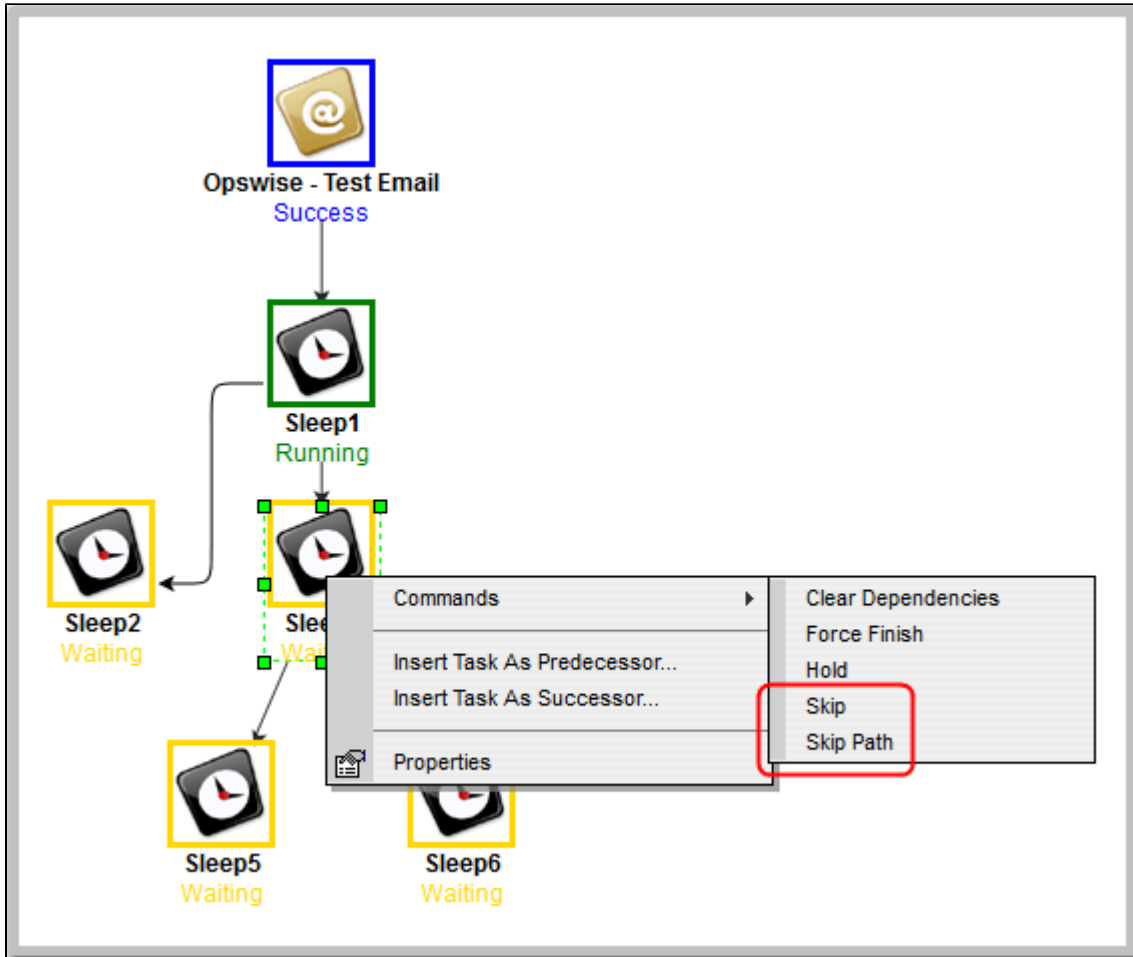 @
Opswise - Test Email
Success
Sleep1
Running
Sleep2
Waiting
Commands
Insert Task As Predecessor...
Insert Task As Successor...
Properties
Clear Dependencies
Force Finish
Hold
Skip
Skip Path
Sleep5
Waiting
Sleep6
Waiting